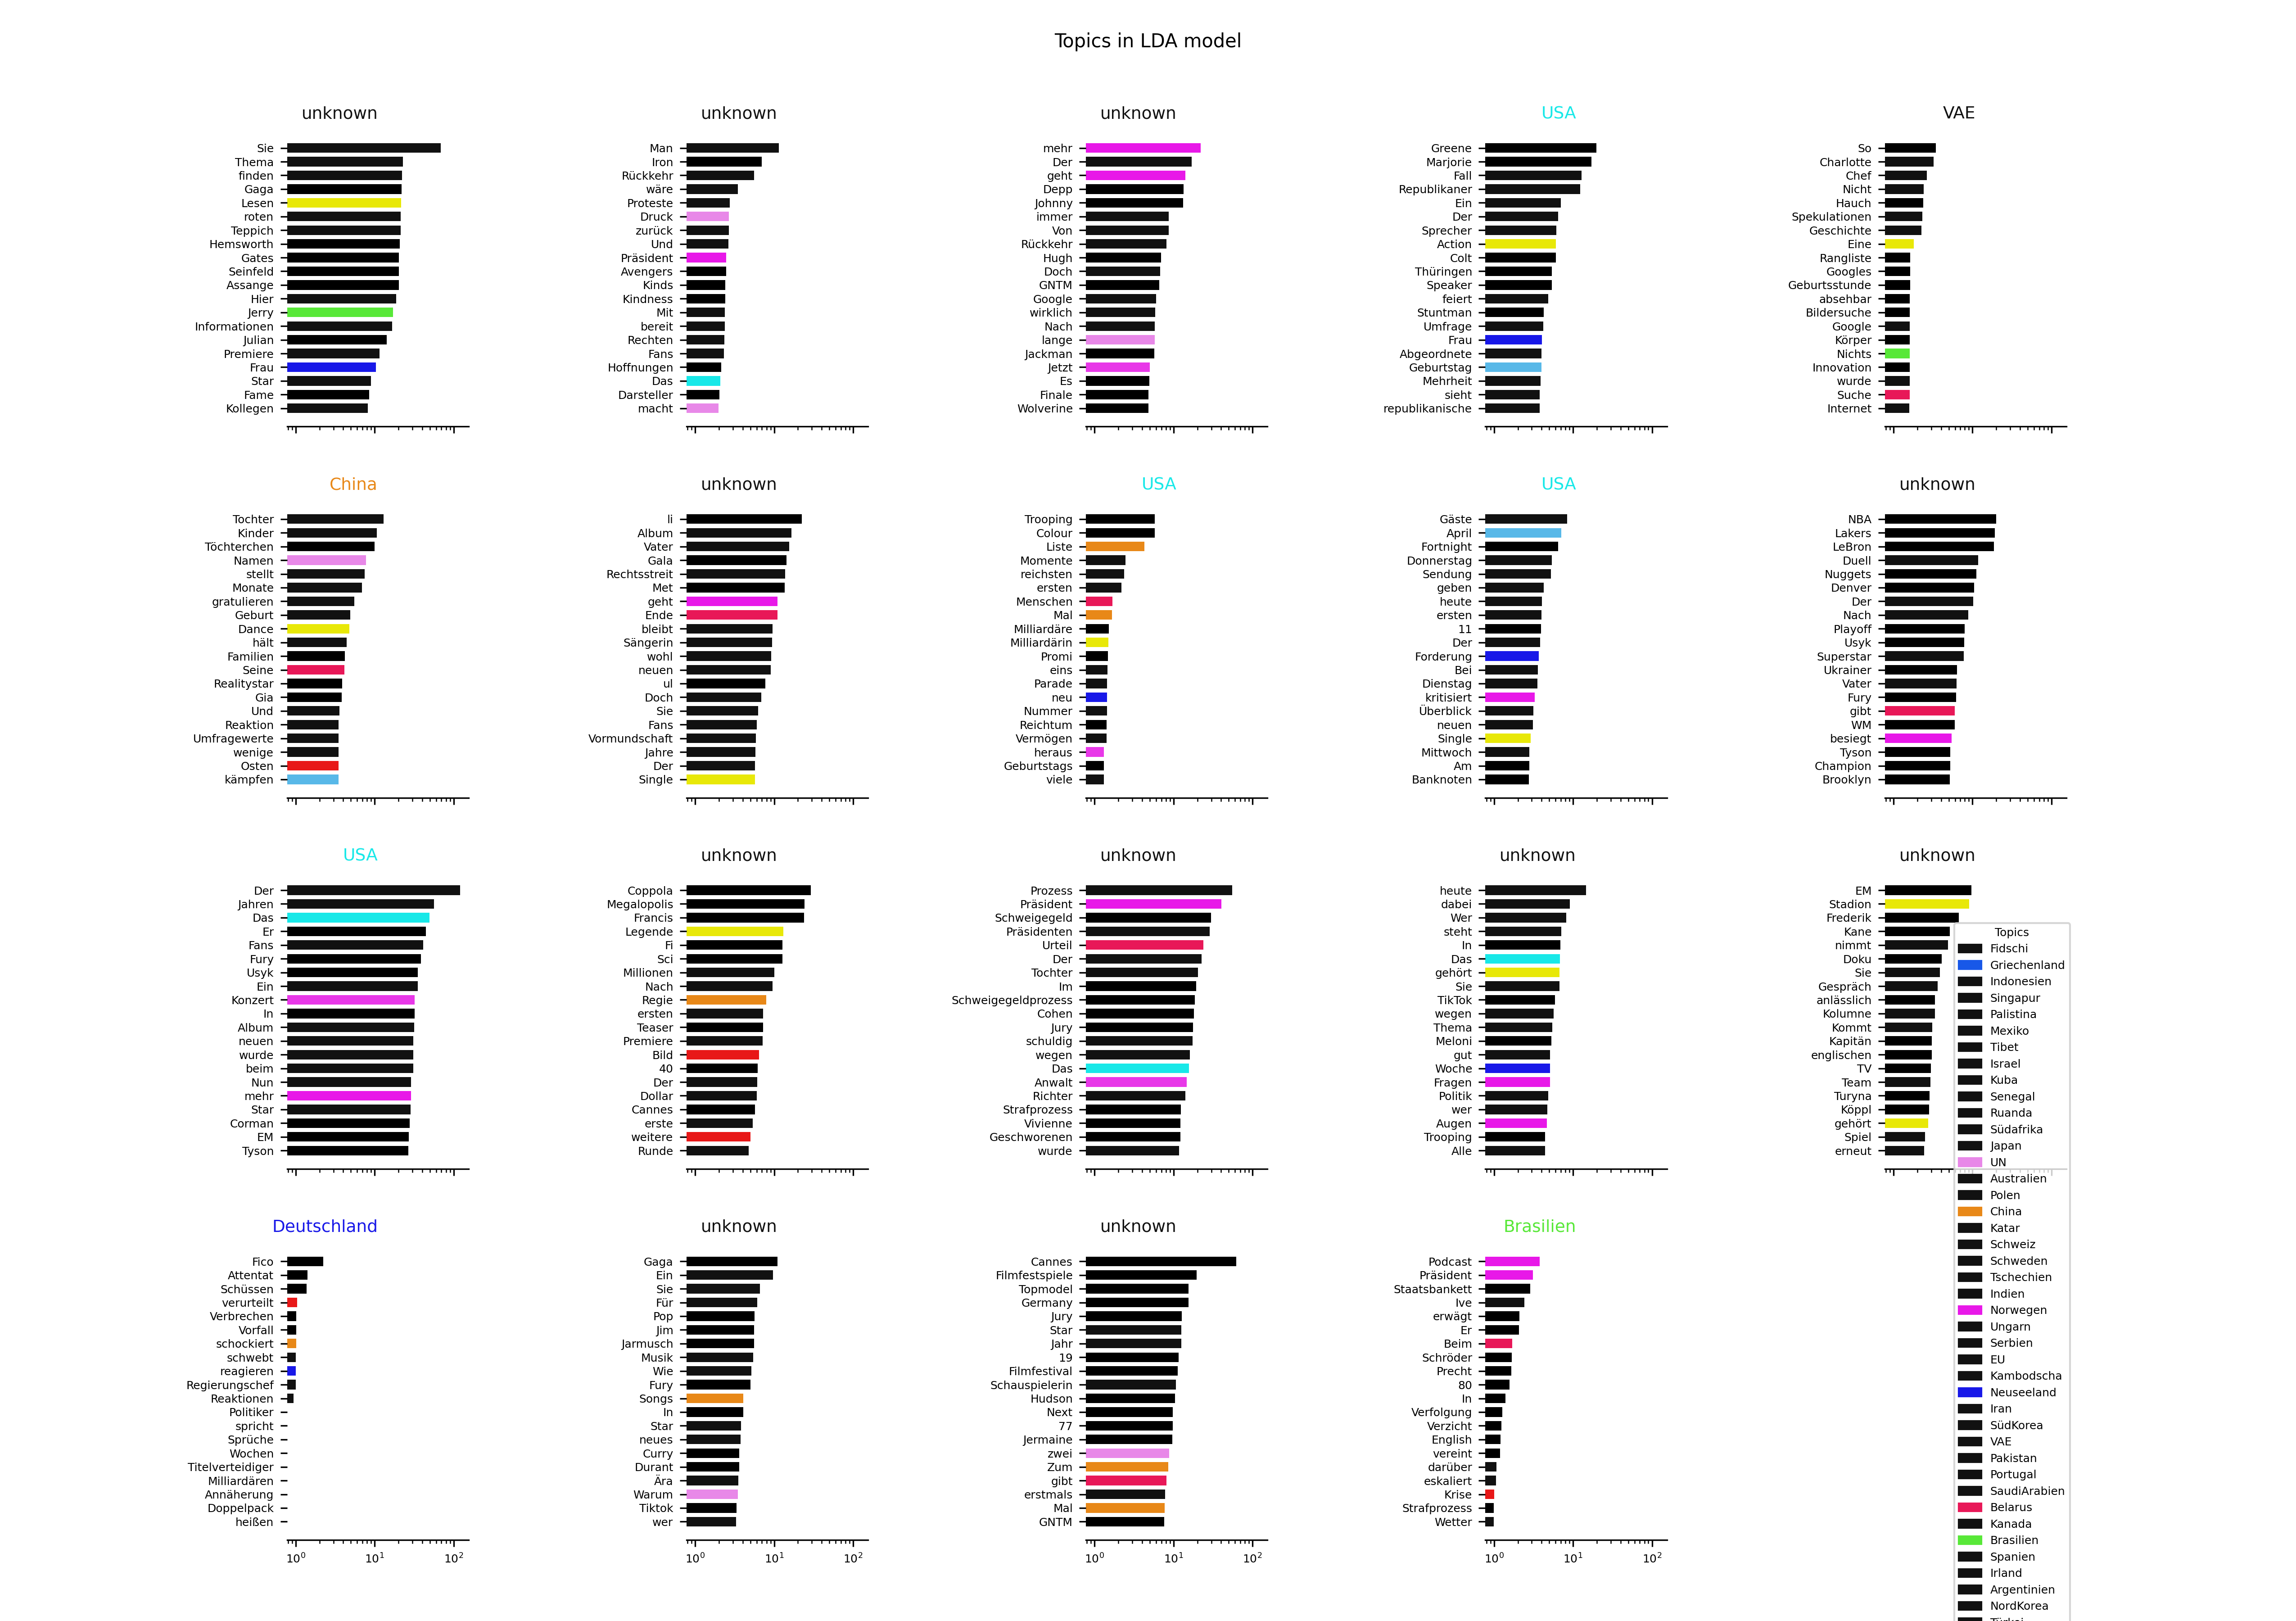 Topics in LDA model
unknown
Sie
Thema
finden
Gaga
Lesen
roten
Teppich
Hemsworth
Gates
Seinfeld
Assange
Hier
Jerry
Informationen
Julian
Premiere
Frau
Star
Fame
Kollegen
unknown
Man
Iron
Rückkehr
wäre
Proteste
Druck
zurück
Und
Präsident
Avengers
Kinds
Kindness
Mit
bereit
Rechten
Fans
Hoffnungen
Das
Darsteller
macht
unknown
mehr
Der
geht
Depp
Johnny
immer
Von
Rückkehr
Hugh
Doch
GNTM
Google
wirklich
Nach
lange
Jackman
Jetzt
Es
Finale
Wolverine
USA
Greene
Marjorie
Fall
Republikaner
Ein
Der
Sprecher
Action
Colt
Thüringen
Speaker
feiert
Stuntman
Umfrage
Frau
Abgeordnete
Geburtstag
Mehrheit
sieht
republikanische
VAE
So
Charlotte
Chef
Nicht
Hauch
Spekulationen
Geschichte
Eine
Rangliste
Googles
Geburtsstunde
absehbar
Bildersuche
Google
Körper
Nichts
Innovation
wurde
Suche
Internet
China
Tochter
Kinder
Töchterchen
Namen
stellt
Monate
gratulieren
Geburt
Dance
hält
Familien
Seine
Realitystar
Gia
Und
Reaktion
Umfragewerte
wenige
Osten
kämpfen
unknown
li
Album
Vater
Gala
Rechtsstreit
Met
geht
Ende
bleibt
Sängerin
wohl
neuen
ul
Doch
Sie
Fans
Vormundschaft
Jahre
Der
Single
USA
Trooping
Colour
Liste
Momente
reichsten
ersten
Menschen
Mal
Milliardäre
Milliardärin
Promi
eins
Parade
neu
Nummer
Reichtum
Vermögen
heraus
Geburtstags
viele
USA
Gäste
April
Fortnight
Donnerstag
Sendung
geben
heute
ersten
11
Der
Forderung
Bei
Dienstag
kritisiert
Überblick
neuen
Single
Mittwoch
Am
Banknoten
unknown
NBA
Lakers
LeBron
Duell
Nuggets
Denver
Der
Nach
Playoff
Usyk
Superstar
Ukrainer
Vater
Fury
gibt
WM
besiegt
Tyson
Champion
Brooklyn
USA
Der
Jahren
Das
Er
Fans
Fury
Usyk
Ein
Konzert
In
Album
neuen
wurde
beim
Nun
mehr
Star
Corman
EM
Tyson
unknown
Coppola
Megalopolis
Francis
Legende
Fi
Sci
Millionen
Nach
Regie
ersten
Teaser
Premiere
Bild
40
Der
Dollar
Cannes
erste
weitere
Runde
unknown
Prozess
Präsident
Schweigegeld
Präsidenten
Urteil
Der
Tochter
Im
Schweigegeldprozess
Cohen
Jury
schuldig
wegen
Das
Anwalt
Richter
Strafprozess
Vivienne
Geschworenen
wurde
unknown
heute
dabei
Wer
steht
In
Das
gehört
Sie
TikTok
wegen
Thema
Meloni
gut
Woche
Fragen
Politik
wer
Augen
Trooping
Alle
unknown
EM
Stadion
Frederik
Kane
nimmt
Doku
Sie
Gespräch
anlässlich
Kolumne
Kommt
Kapitän
englischen
TV
Team
Turyna
Köppl
gehört
Spiel
erneut
Deutschland
Fico
Attentat
Schüssen
verurteilt
Verbrechen
Vorfall
schockiert
schwebt
reagieren
Regierungschef
Reaktionen
Politiker
spricht
Sprüche
Wochen
Titelverteidiger
Milliardären
Annäherung
Doppelpack
heißen
10⁰ 10¹ 10²
unknown
Gaga
Ein
Sie
Für
Pop
Jim
Jarmusch
Musik
Wie
Fury
Songs
In
Star
neues
Curry
Durant
Ära
Warum
Tiktok
wer
10⁰ 10¹ 10²
unknown
Cannes
Filmfestspiele
Topmodel
Germany
Jury
Star
Jahr
19
Filmfestival
Schauspielerin
Hudson
Next
77
Jermaine
zwei
Zum
gibt
erstmals
Mal
GNTM
10⁰ 10¹ 10²
Brasilien
Podcast
Präsident
Staatsbankett
Ive
erwägt
Er
Beim
Schröder
Precht
80
In
Verfolgung
Verzicht
English
vereint
darüber
eskaliert
Krise
Strafprozess
Wetter
10⁰ 10¹ 10²
Topics
Fidschi
Griechenland
Indonesien
Singapur
Palistina
Mexiko
Tibet
Israel
Kuba
Senegal
Ruanda
Südafrika
Japan
UN
Australien
Polen
China
Katar
Schweiz
Schweden
Tschechien
Indien
Norwegen
Ungarn
Serbien
EU
Kambodscha
Neuseeland
Iran
SüdKorea
VAE
Pakistan
Portugal
SaudiArabien
Belarus
Kanada
Brasilien
Spanien
Irland
Argentinien
NordKorea